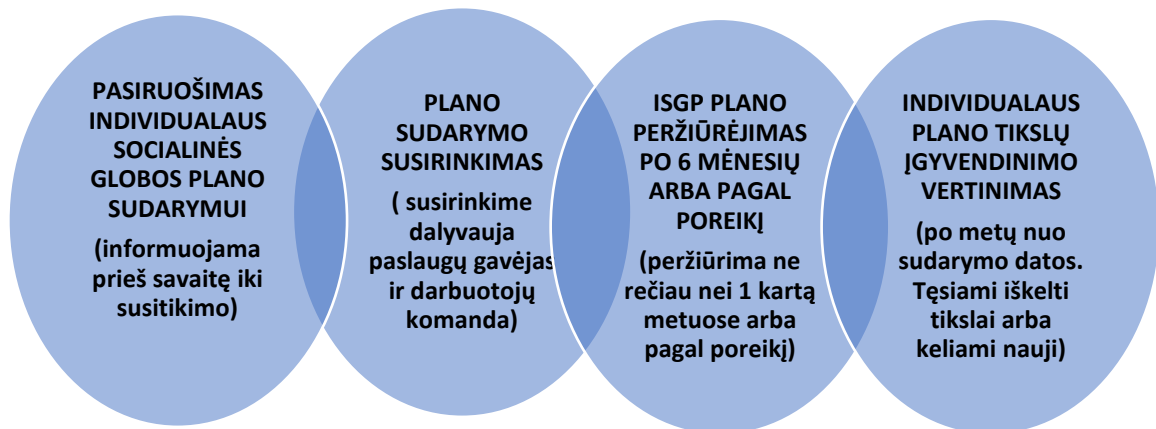 PASIRUOŠIMAS
INDIVIDUALAUS
SOCIALINĖS
GLOBOS PLANO
SUDARYMUI
(informuojama
prieš savaitę iki
susitikimo)
PLANO
SUDARYMO
SUSIRINKIMAS
( susirinkime
dalyvauja
paslaugų gavėjas
ir darbuotojų
komanda)
ISGP PLANO
PERŽIŪRĖJIMAS
PO 6 MĖNESIŲ
ARBA PAGAL
POREIKĮ
(peržiūrima ne
rečiau nei 1 kartą
metuose arba
pagal poreikį)
INDIVIDUALAUS
PLANO TIKSLŲ
ĮGYVENDINIMO
VERTINIMAS
(po metų nuo
sudarymo datos.
Tęsiami iškelti
tikslai arba
keliami nauji)